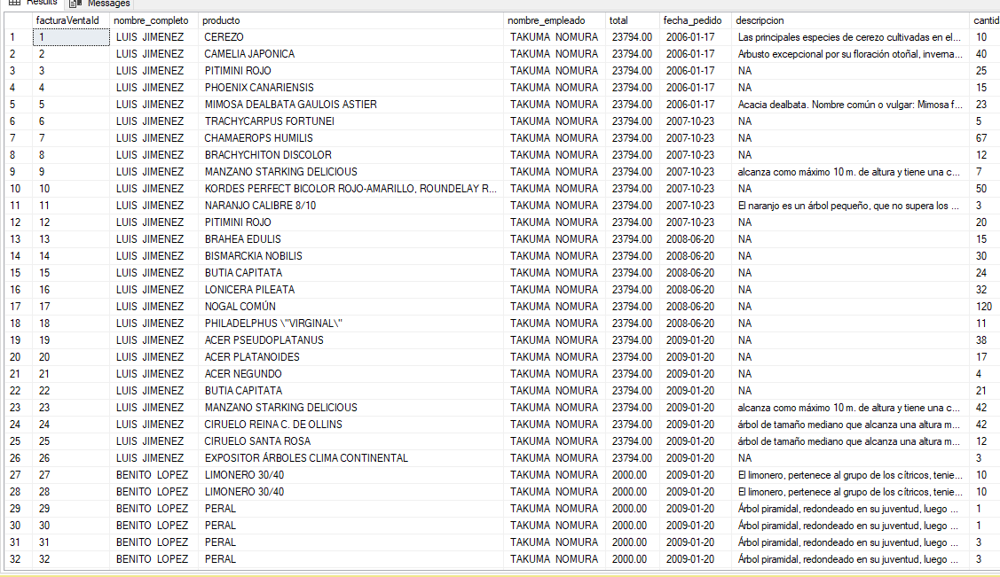 Results Messages
facturaVentaId nombre_completo producto nombre_empleado total fecha_pedido descripcion cantid
1 1 LUIS JIMENEZ CEREZO TAKUMA NOMURA 23794.00 2006-01-17 Las principales especies de cerezo cultivadas en el... 10
2 2 LUIS JIMENEZ CAMELIA JAPONICA TAKUMA NOMURA 23794.00 2006-01-17 Arbusto excepcional por su floración otoñal, inverna... 40
3 3 LUIS JIMENEZ PITIMINI ROJO TAKUMA NOMURA 23794.00 2006-01-17 NA 25
4 4 LUIS JIMENEZ PHOENIX CANARIENSIS TAKUMA NOMURA 23794.00 2006-01-17 NA 15
5 5 LUIS JIMENEZ MIMOSA DEALBATA GAULOIS ASTIER TAKUMA NOMURA 23794.00 2006-01-17 Acacia dealbata. Nombre común o vulgar: Mimosa f... 23
6 6 LUIS JIMENEZ TRACHYCARPUS FORTUNEI TAKUMA NOMURA 23794.00 2007-10-23 NA 5
7 7 LUIS JIMENEZ CHAMAEROPS HUMILIS TAKUMA NOMURA 23794.00 2007-10-23 NA 67
8 8 LUIS JIMENEZ BRACHYCHITON DISCOLOR TAKUMA NOMURA 23794.00 2007-10-23 NA 12
9 9 LUIS JIMENEZ MANZANO STARKING DELICIOUS TAKUMA NOMURA 23794.00 2007-10-23 alcanza como máximo 10 m. de altura y tiene una c... 7
10 10 LUIS JIMENEZ KORDES PERFECT BICOLOR ROJO-AMARILLO, ROUNDELAY R... TAKUMA NOMURA 23794.00 2007-10-23 NA 50
11 11 LUIS JIMENEZ NARANJO CALIBRE 8/10 TAKUMA NOMURA 23794.00 2007-10-23 El naranjo es un árbol pequeño, que no supera los ... 3
12 12 LUIS JIMENEZ PITIMINI ROJO TAKUMA NOMURA 23794.00 2007-10-23 NA 20
13 13 LUIS JIMENEZ BRAHEA EDULIS TAKUMA NOMURA 23794.00 2008-06-20 NA 15
14 14 LUIS JIMENEZ BISMARCKIA NOBILIS TAKUMA NOMURA 23794.00 2008-06-20 NA 30
15 15 LUIS JIMENEZ BUTIA CAPITATA TAKUMA NOMURA 23794.00 2008-06-20 NA 24
16 16 LUIS JIMENEZ LONICERA PILEATA TAKUMA NOMURA 23794.00 2008-06-20 NA 32
17 17 LUIS JIMENEZ NOGAL COMÚN TAKUMA NOMURA 23794.00 2008-06-20 NA 120
18 18 LUIS JIMENEZ PHILADELPHUS \"VIRGINAL\" TAKUMA NOMURA 23794.00 2008-06-20 NA 11
19 19 LUIS JIMENEZ ACER PSEUDOPLATANUS TAKUMA NOMURA 23794.00 2009-01-20 NA 38
20 20 LUIS JIMENEZ ACER PLATANOIDES TAKUMA NOMURA 23794.00 2009-01-20 NA 17
21 21 LUIS JIMENEZ ACER NEGUNDO TAKUMA NOMURA 23794.00 2009-01-20 NA 4
22 22 LUIS JIMENEZ BUTIA CAPITATA TAKUMA NOMURA 23794.00 2009-01-20 NA 21
23 23 LUIS JIMENEZ MANZANO STARKING DELICIOUS TAKUMA NOMURA 23794.00 2009-01-20 alcanza como máximo 10 m. de altura y tiene una c... 42
24 24 LUIS JIMENEZ CIRUELO REINA C. DE OLLINS TAKUMA NOMURA 23794.00 2009-01-20 árbol de tamaño mediano que alcanza una altura m... 42
25 25 LUIS JIMENEZ CIRUELO SANTA ROSA TAKUMA NOMURA 23794.00 2009-01-20 árbol de tamaño mediano que alcanza una altura m... 12
26 26 LUIS JIMENEZ EXPOSITOR ÁRBOLES CLIMA CONTINENTAL TAKUMA NOMURA 23794.00 2009-01-20 NA 3
27 27 BENITO LOPEZ LIMONERO 30/40 TAKUMA NOMURA 2000.00 2009-01-20 El limonero, pertenece al grupo de los cítricos, tenie... 10
28 28 BENITO LOPEZ LIMONERO 30/40 TAKUMA NOMURA 2000.00 2009-01-20 El limonero, pertenece al grupo de los cítricos, tenie... 10
29 29 BENITO LOPEZ PERAL TAKUMA NOMURA 2000.00 2009-01-20 Árbol piramidal, redondeado en su juventud, luego ... 1
30 30 BENITO LOPEZ PERAL TAKUMA NOMURA 2000.00 2009-01-20 Árbol piramidal, redondeado en su juventud, luego ... 1
31 31 BENITO LOPEZ PERAL TAKUMA NOMURA 2000.00 2009-01-20 Árbol piramidal, redondeado en su juventud, luego ... 3
32 32 BENITO LOPEZ PERAL TAKUMA NOMURA 2000.00 2009-01-20 Árbol piramidal, redondeado en su juventud, luego ... 3